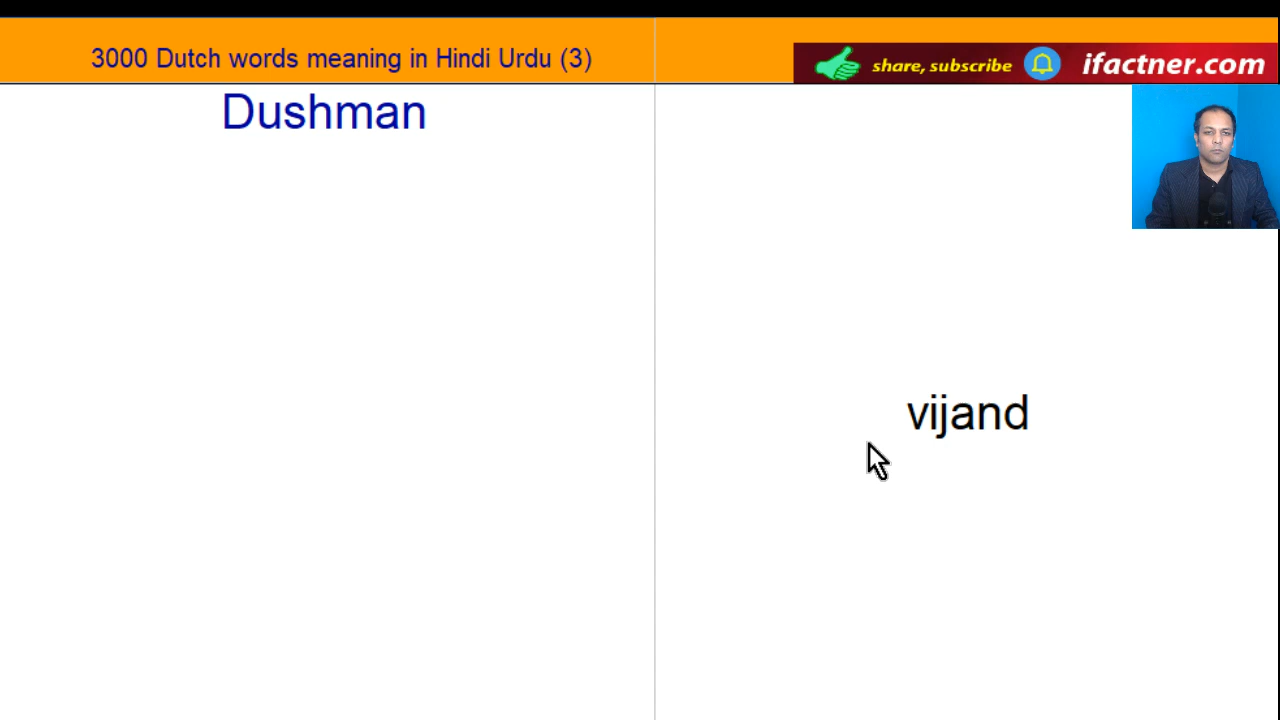 3000 Dutch words meaning in Hindi Urdu (3)
share, subscribe
ifactner.com
Dushman
vijand